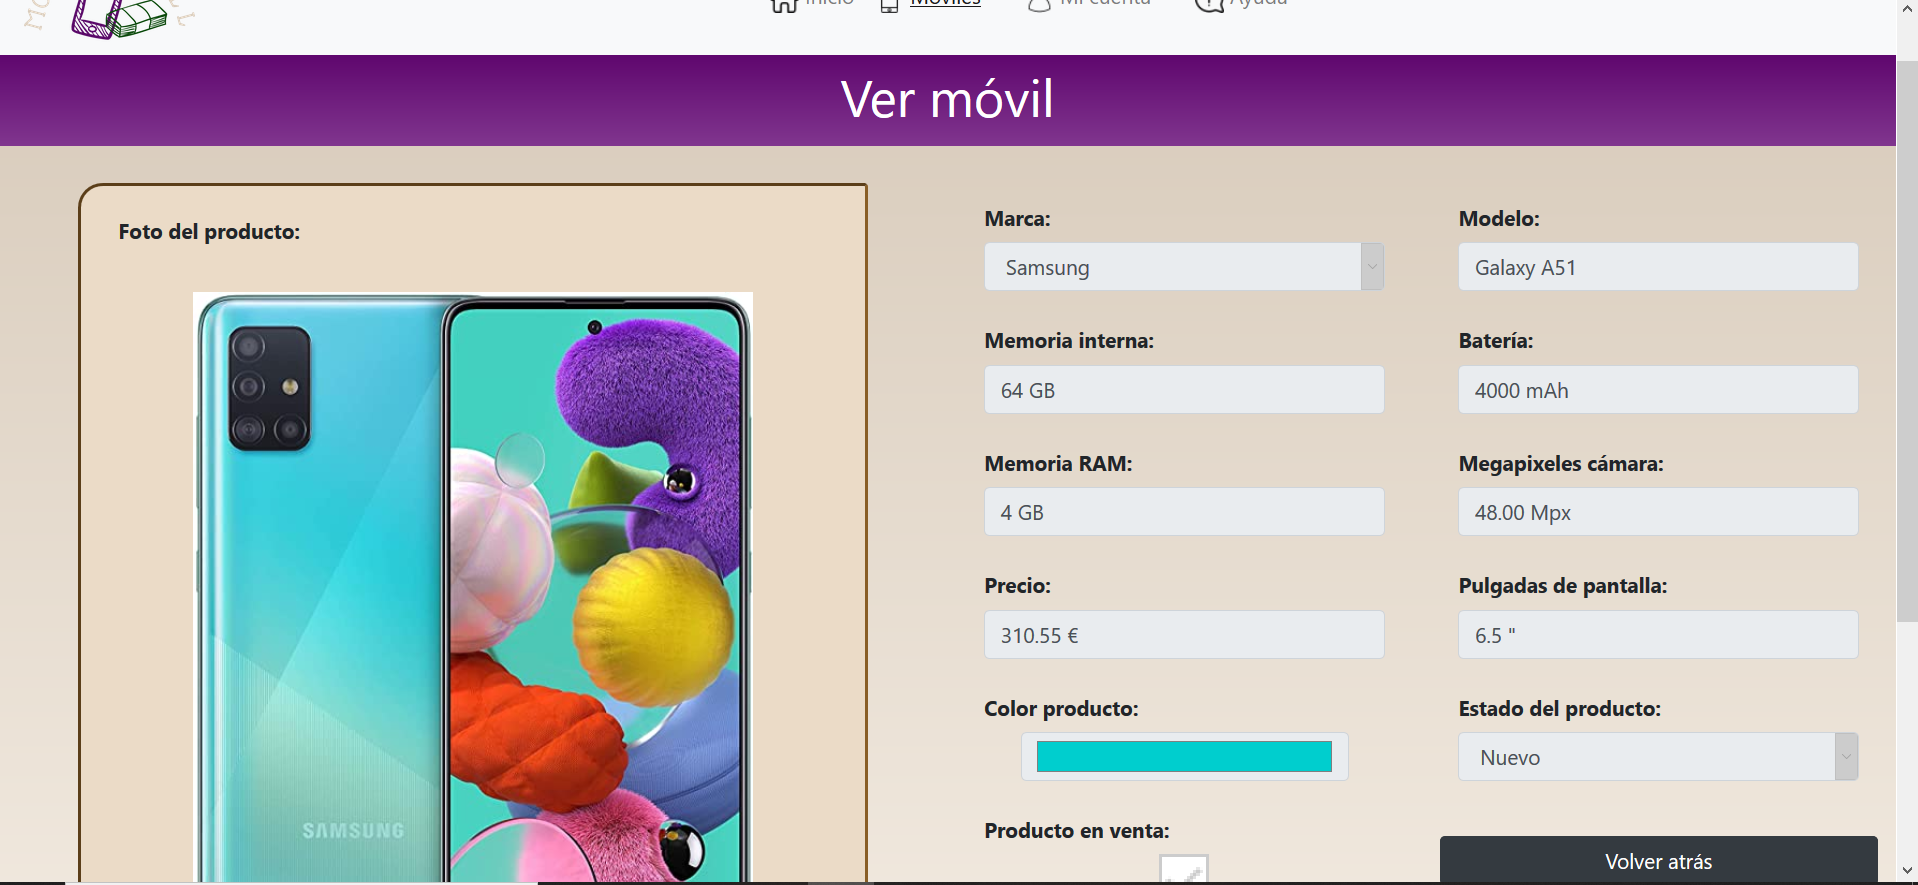 Inicio
Móviles
Mi cuenta
Ayuda
Ver móvil
Foto del producto:
SAMSUNG
Marca:
Samsung
Modelo:
Galaxy A51
Memoria interna:
64 GB
Batería:
4000 mAh
Memoria RAM:
4 GB
Megapixeles cámara:
48.00 Mpx
Precio:
310.55 €
Pulgadas de pantalla:
6.5 "
Color producto:
Estado del producto:
Nuevo
Producto en venta:
Volver atrás